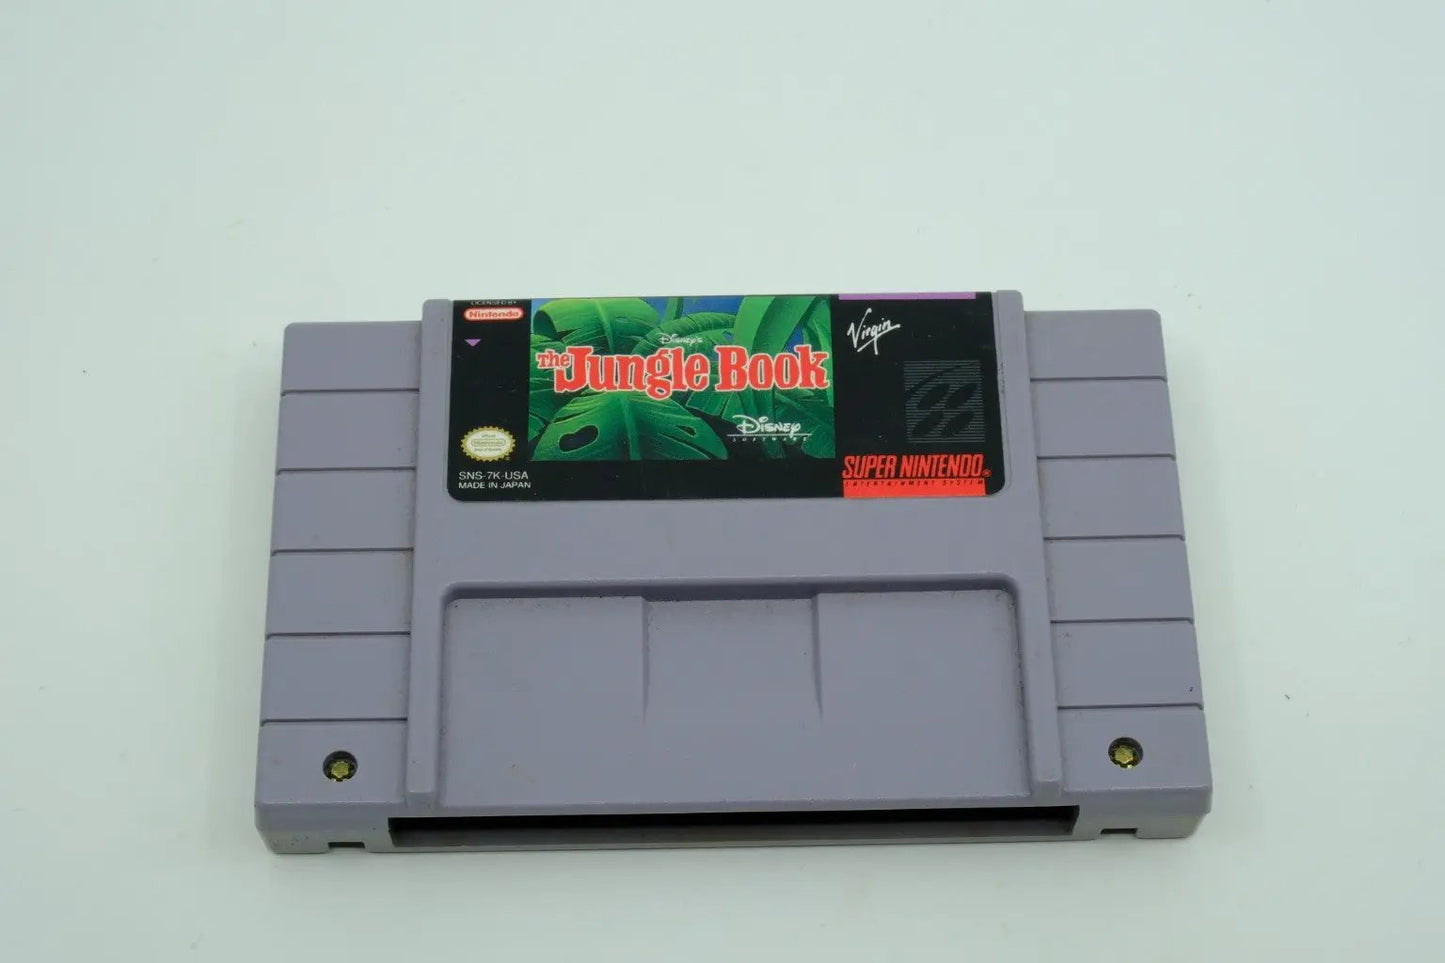 LICENSED BY
Nintendo
Disney's
The Jungle Book
Disney
SOFTWARE
Virgin
Nintendo
SNS-7K-USA
MADE IN JAPAN
SUPER NINTENDO®
ENTERTAINMENT SYSTEM